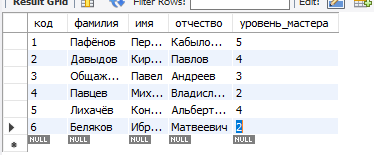 Result Grid Filter Rows: Edit:
код фамилия имя отчество уровень_мастера
1 Пафёнов Пер... Кабыло... 5
2 Давыдов Кир... Павлов 4
3 Общаж... Павел Андреев 3
4 Павцев Мих... Владисл... 2
5 Лихачёв Кон... Альберт... 4
6 Беляков Ибр... Матвеевич 2
NULL NULL NULL NULL NULL